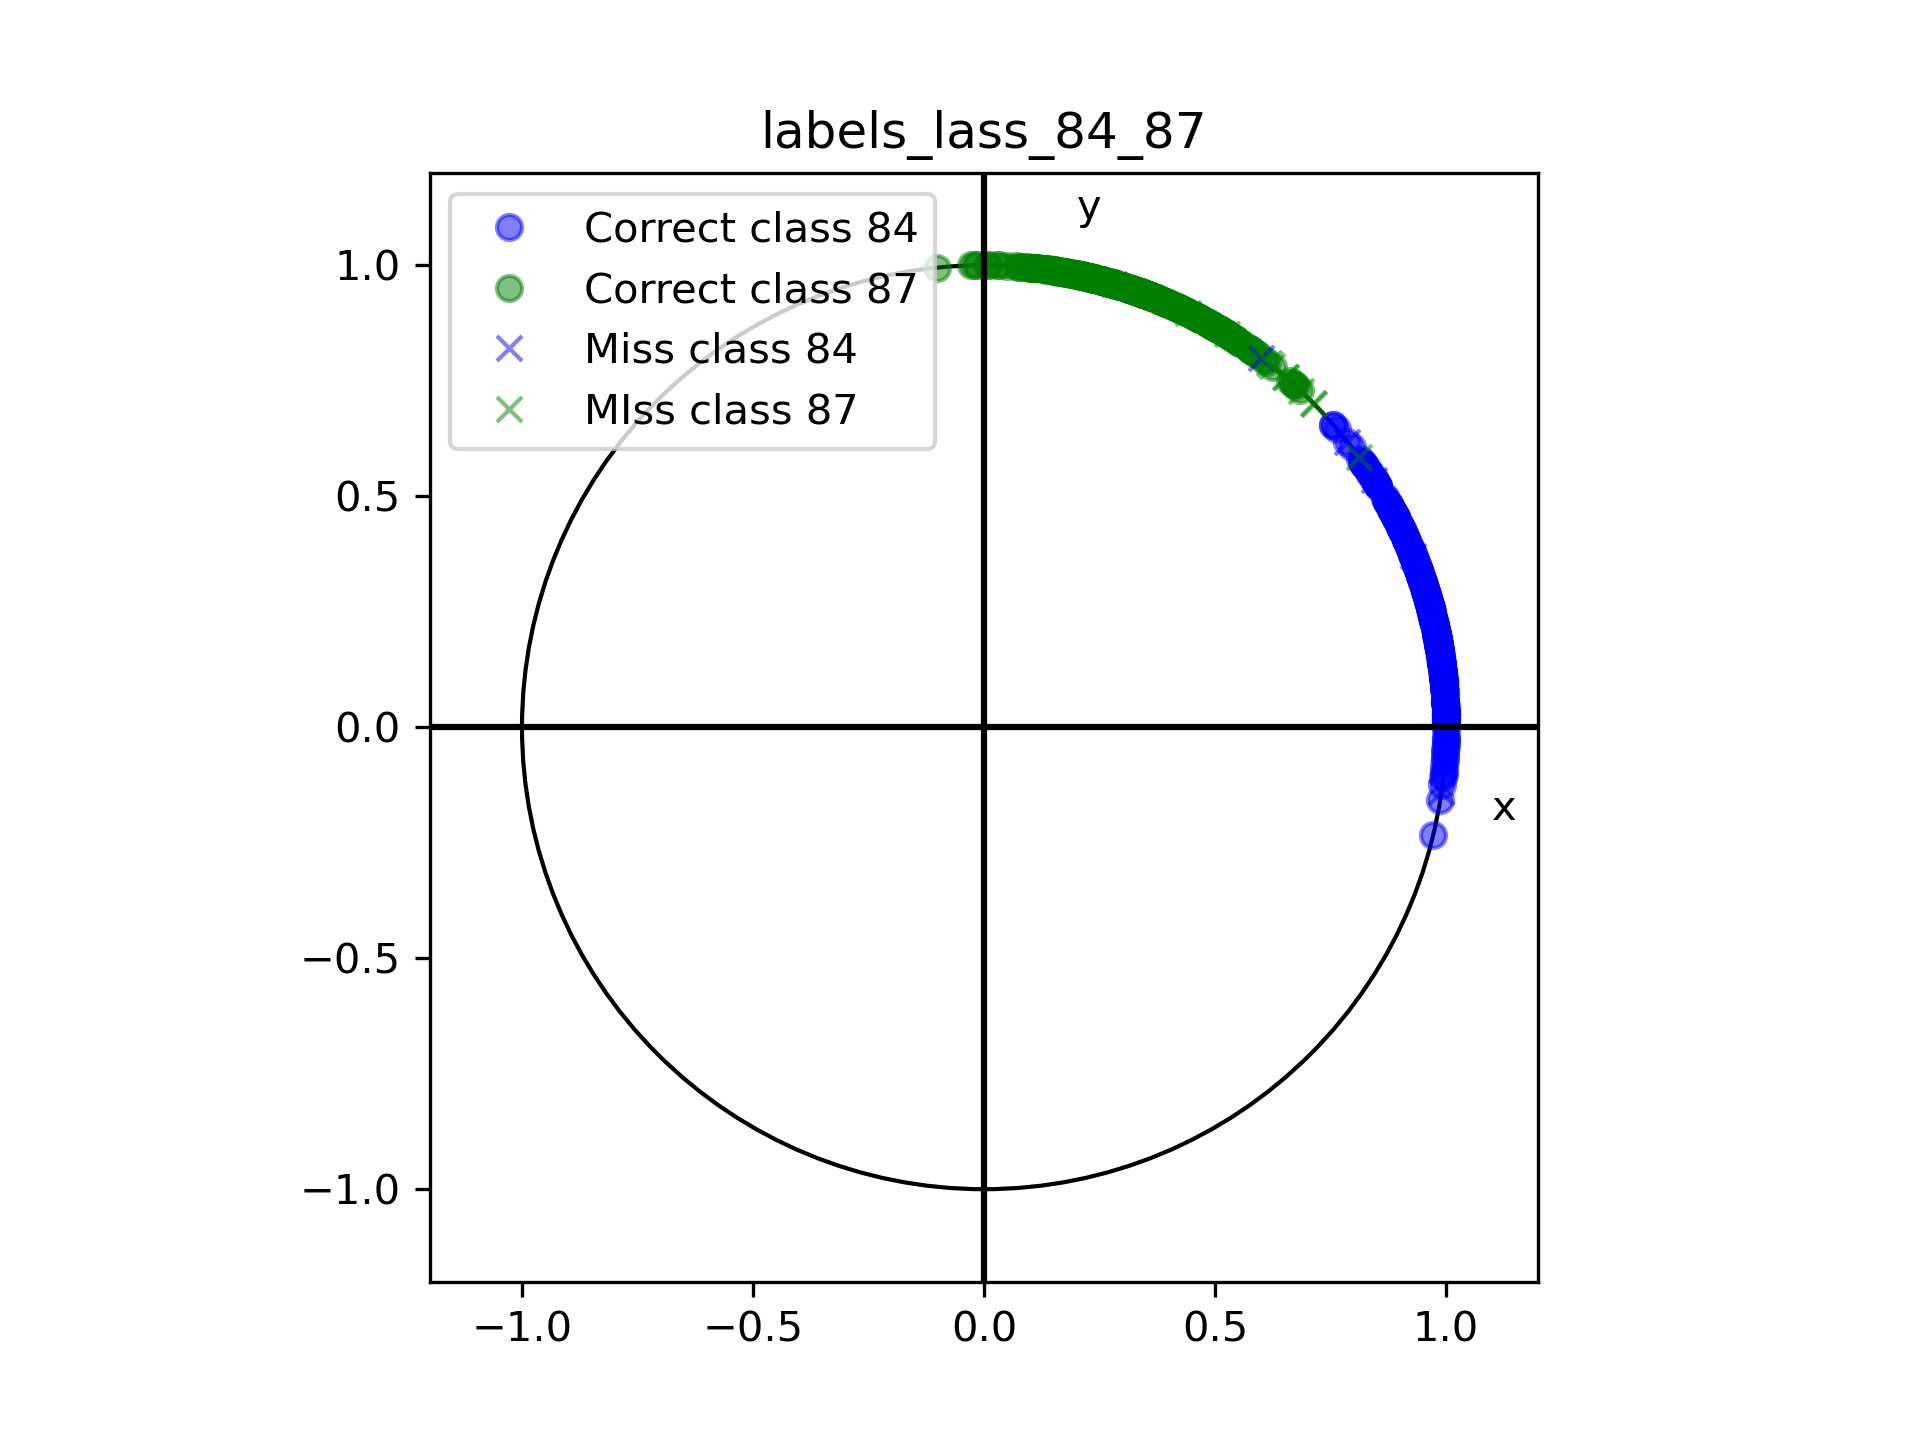 labels_lass_84_87
Correct class 84
Correct class 87
Miss class 84
MIss class 87
y
x
1.0
0.5
0.0
−0.5
−1.0
−1.0
−0.5
0.0
0.5
1.0